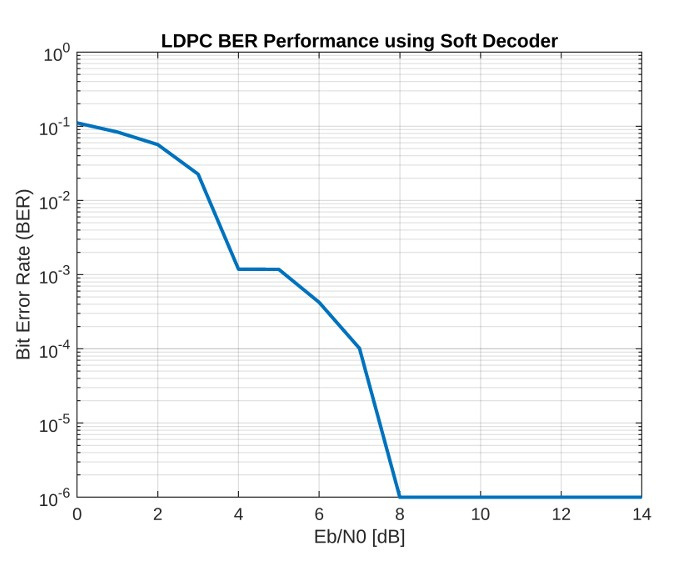 LDPC BER Performance using Soft Decoder
10^0
10^-1
10^-2
10^-3
10^-4
10^-5
10^-6
Bit Error Rate (BER)
0 2 4 6 8 10 12 14
Eb/N0 [dB]